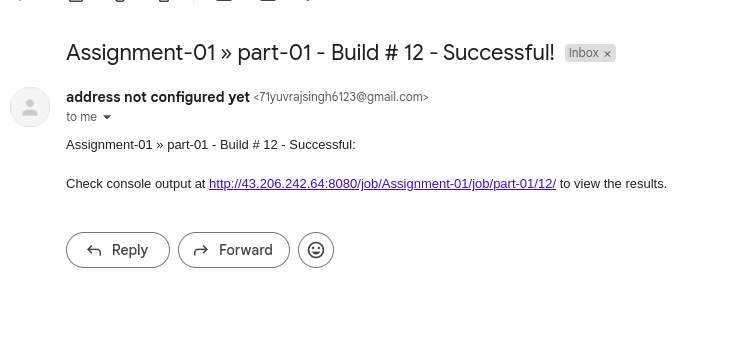 Assignment-01 » part-01 - Build # 12 - Successful! Inbox ×
address not configured yet <71yuvrajsingh6123@gmail.com>
to me
Assignment-01 » part-01 - Build # 12 - Successful:
Check console output at http://43.206.242.64:8080/job/Assignment-01/job/part-01/12/ to view the results.
Reply Forward